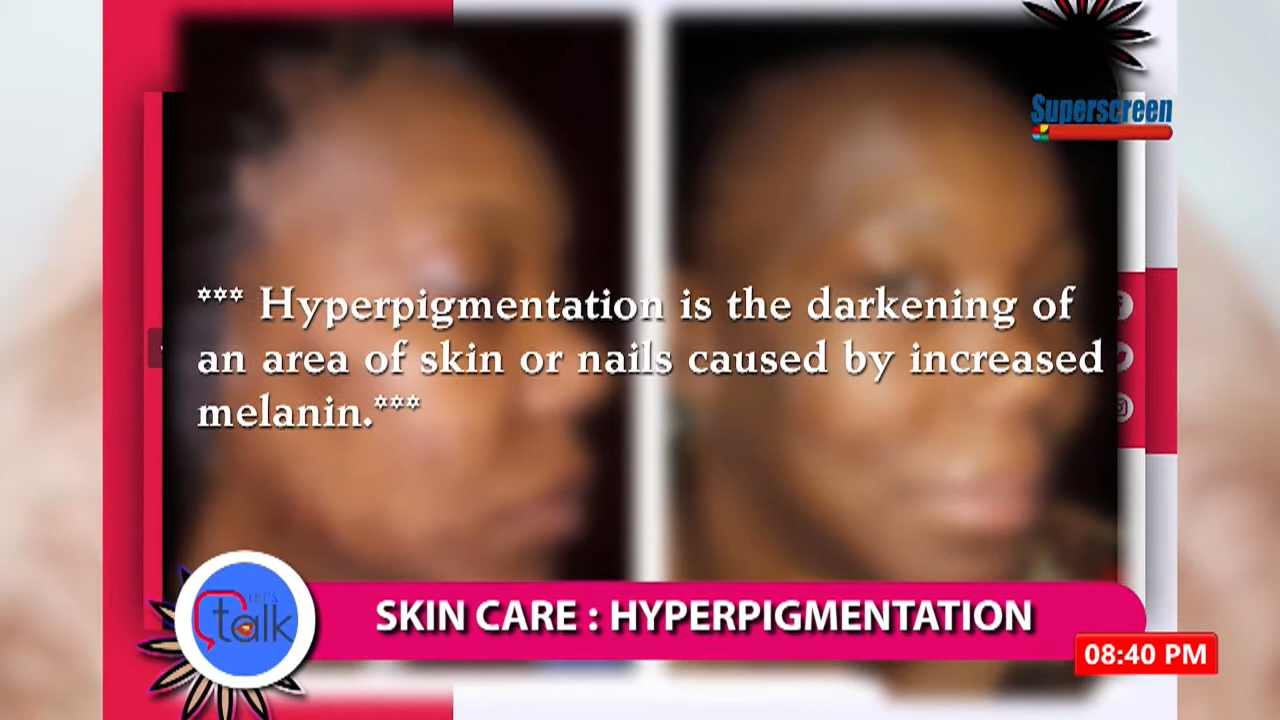 Superscreen
*** Hyperpigmentation is the darkening of
an area of skin or nails caused by increased
melanin.***
LET'S
talk
SKIN CARE : HYPERPIGMENTATION
08:40 PM